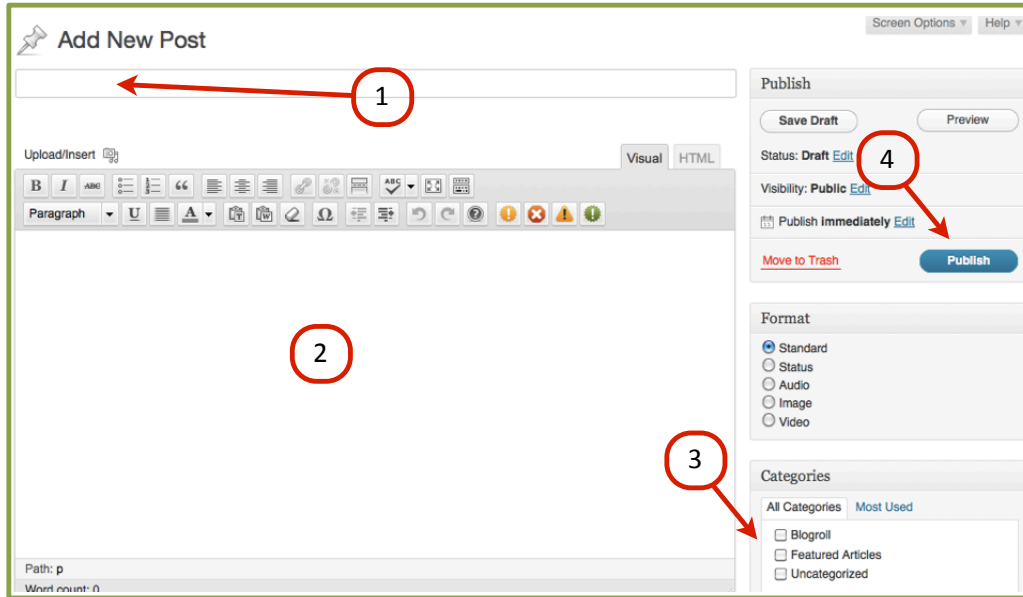 Screen Options Help
Add New Post
1
Upload/Insert
Visual HTML
B I ABC ABC
Paragraph U A T W Ω
2
Path: p
Word count: 0
Publish
Save Draft Preview
Status: Draft Edit
4
Visibility: Public Edit
Publish immediately Edit
Move to Trash Publish
Format
Standard
Status
Audio
Image
Video
3
Categories
All Categories Most Used
Blogroll
Featured Articles
Uncategorized